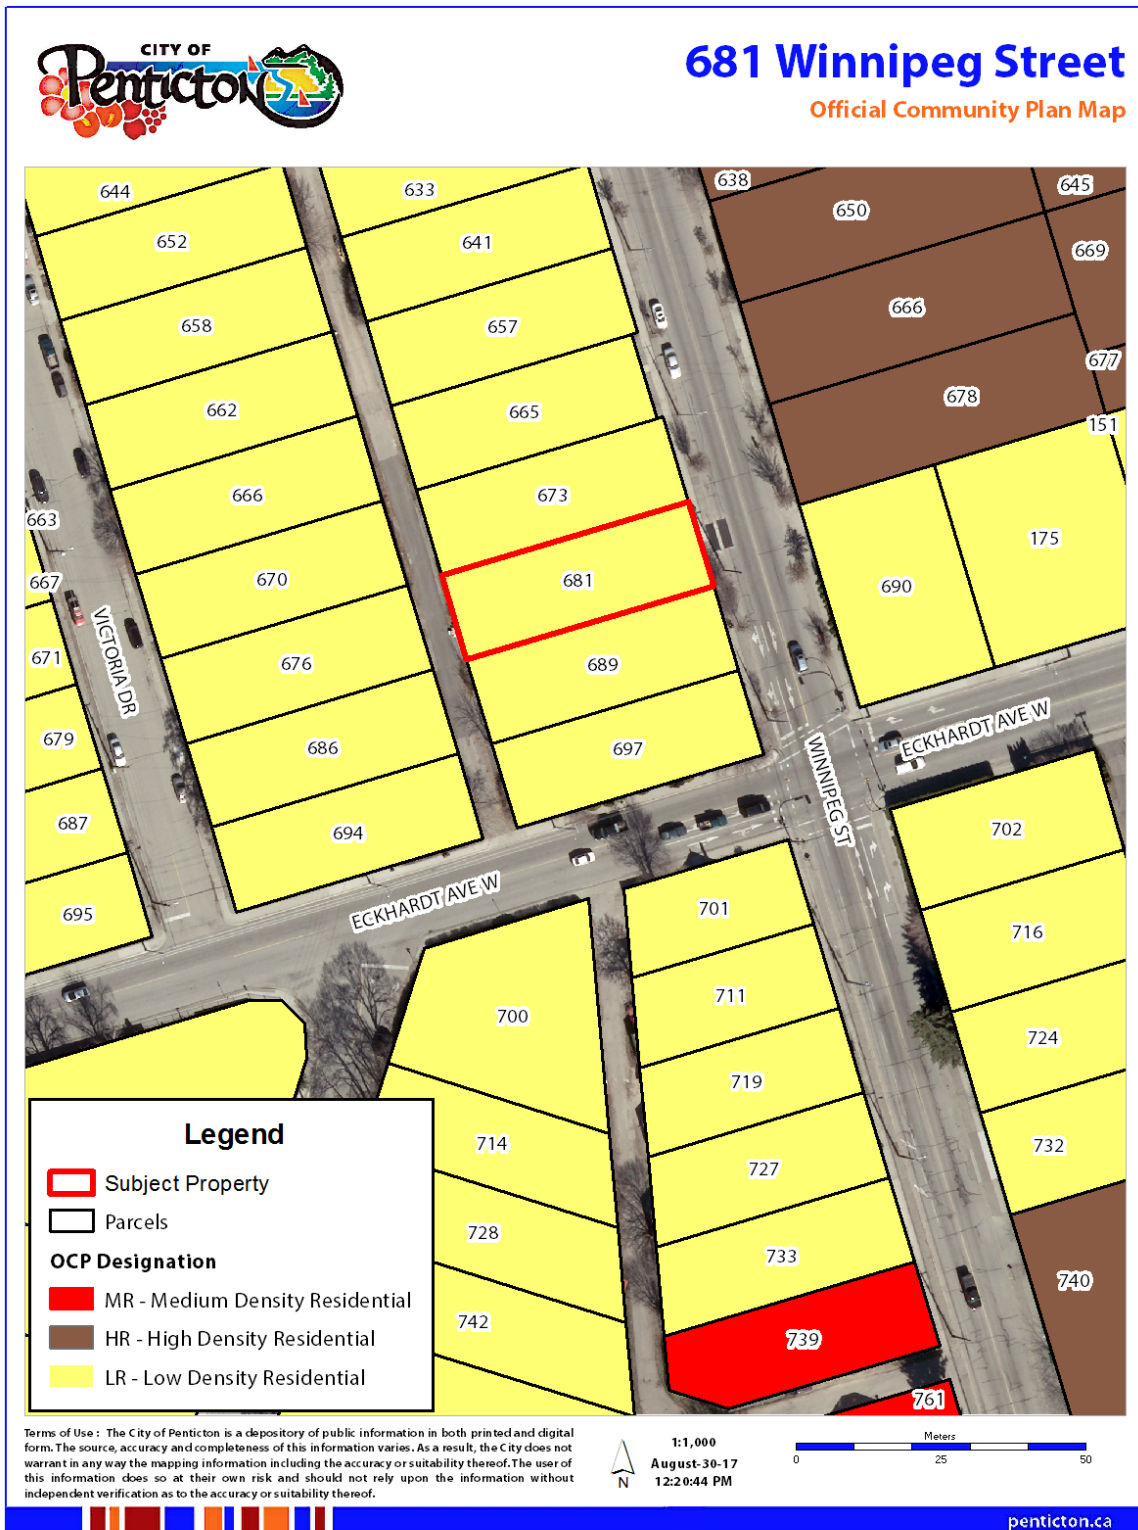 CITY OF
Penticton
681 Winnipeg Street
Official Community Plan Map
644
633
638
645
652
641
650
669
658
657
666
677
662
665
678
151
666
673
663
175
670
681
690
667
VICTORIA DR
676
689
671
679
686
697
WINNIPEG ST
ECKHARDT AVE W
687
694
702
695
ECKHARDT AVE W
701
716
700
711
724
719
714
727
732
728
733
740
742
739
761
Legend
Subject Property
Parcels
OCP Designation
MR - Medium Density Residential
HR - High Density Residential
LR - Low Density Residential
Terms of Use : The City of Penticton is a depository of public information in both printed and digital
form. The source, accuracy and completeness of this information varies. As a result, the City does not
warrant in any way the mapping information including the accuracy or suitability thereof. The user of
this information does so at their own risk and should not rely upon the information without
independent verification as to the accuracy or suitability thereof.
N
1:1,000
August-30-17
12:20:44 PM
Meters
0 25 50
penticton.ca